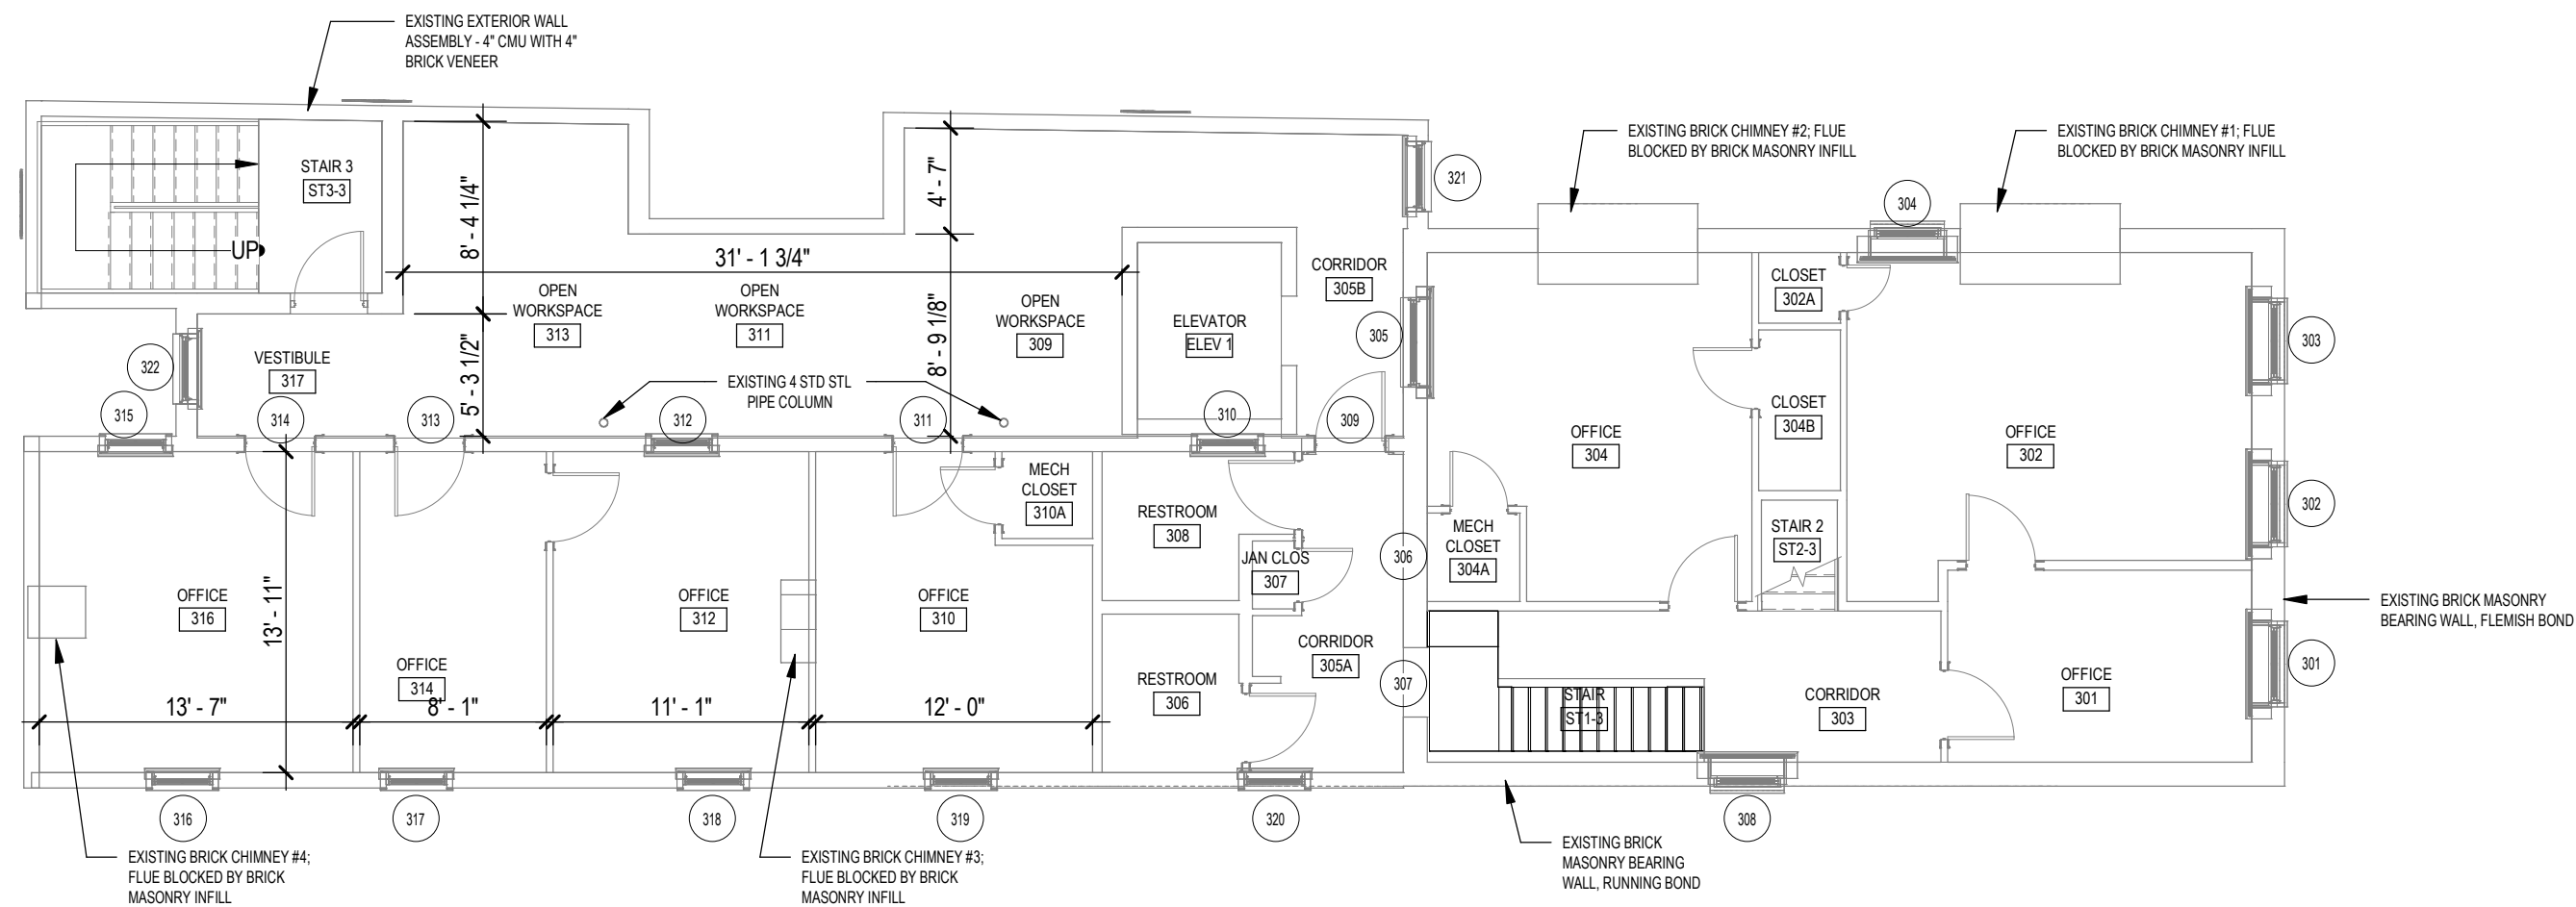 EXISTING EXTERIOR WALL
ASSEMBLY - 4" CMU WITH 4"
BRICK VENEER
EXISTING BRICK CHIMNEY #2; FLUE
BLOCKED BY BRICK MASONRY INFILL
EXISTING BRICK CHIMNEY #1; FLUE
BLOCKED BY BRICK MASONRY INFILL
STAIR 3
ST3-3
UP
8' - 4 1/4"
4' - 7"
321
304
31' - 1 3/4"
CORRIDOR
305B
CLOSET
302A
OPEN
WORKSPACE
313
OPEN
WORKSPACE
311
OPEN
WORKSPACE
309
ELEVATOR
ELEV 1
305
303
322
VESTIBULE
317
5' - 3 1/2"
8' - 9 1/8"
EXISTING 4 STD STL
PIPE COLUMN
315
314
313
312
311
310
309
CLOSET
304B
OFFICE
304
OFFICE
302
MECH
CLOSET
310A
RESTROOM
308
302
MECH
CLOSET
304A
STAIR 2
ST2-3
306
JAN CLOS
307
OFFICE
316
13' - 11"
OFFICE
312
OFFICE
310
EXISTING BRICK MASONRY
BEARING WALL, FLEMISH BOND
CORRIDOR
305A
OFFICE
314
RESTROOM
306
307
STAIR
ST1-3
CORRIDOR
303
OFFICE
301
301
13' - 7"
8' - 1"
11' - 1"
12' - 0"
316
317
318
319
320
308
EXISTING BRICK CHIMNEY #4;
FLUE BLOCKED BY BRICK
MASONRY INFILL
EXISTING BRICK CHIMNEY #3;
FLUE BLOCKED BY BRICK
MASONRY INFILL
EXISTING BRICK
MASONRY BEARING
WALL, RUNNING BOND